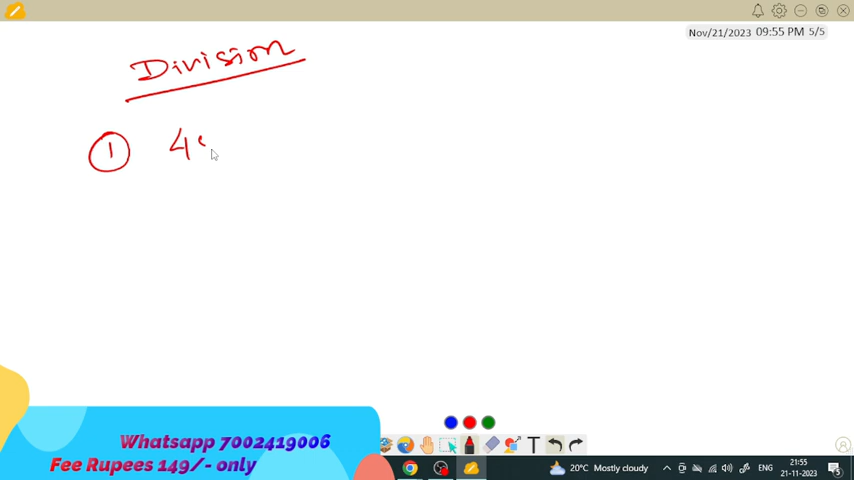 Nov/21/2023 09:55 PM 5/5
Division
1 4
Whatsapp 7002419006
Fee Rupees 149/- only
T
20°C Mostly cloudy ENG 21:55
21-11-2023 5